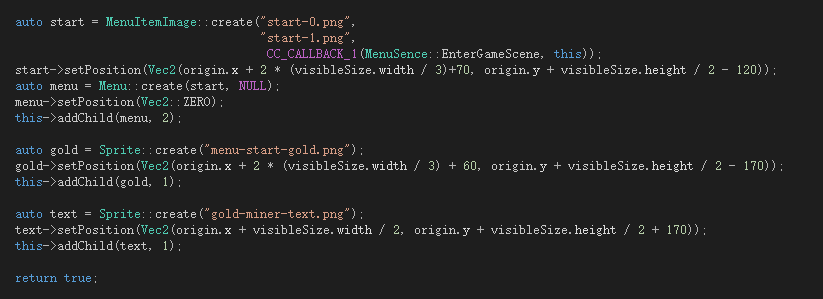 auto start = MenuItemImage::create("start-0.png",
"start-1.png",
CC_CALLBACK_1(MenuSence::EnterGameScene, this));
start->setPosition(Vec2(origin.x + 2 * (visibleSize.width / 3)+70, origin.y + visibleSize.height / 2 - 120));
auto menu = Menu::create(start, NULL);
menu->setPosition(Vec2::ZERO);
this->addChild(menu, 2);
auto gold = Sprite::create("menu-start-gold.png");
gold->setPosition(Vec2(origin.x + 2 * (visibleSize.width / 3) + 60, origin.y + visibleSize.height / 2 - 170));
this->addChild(gold, 1);
auto text = Sprite::create("gold-miner-text.png");
text->setPosition(Vec2(origin.x + visibleSize.width / 2, origin.y + visibleSize.height / 2 + 170));
this->addChild(text, 1);
return true;